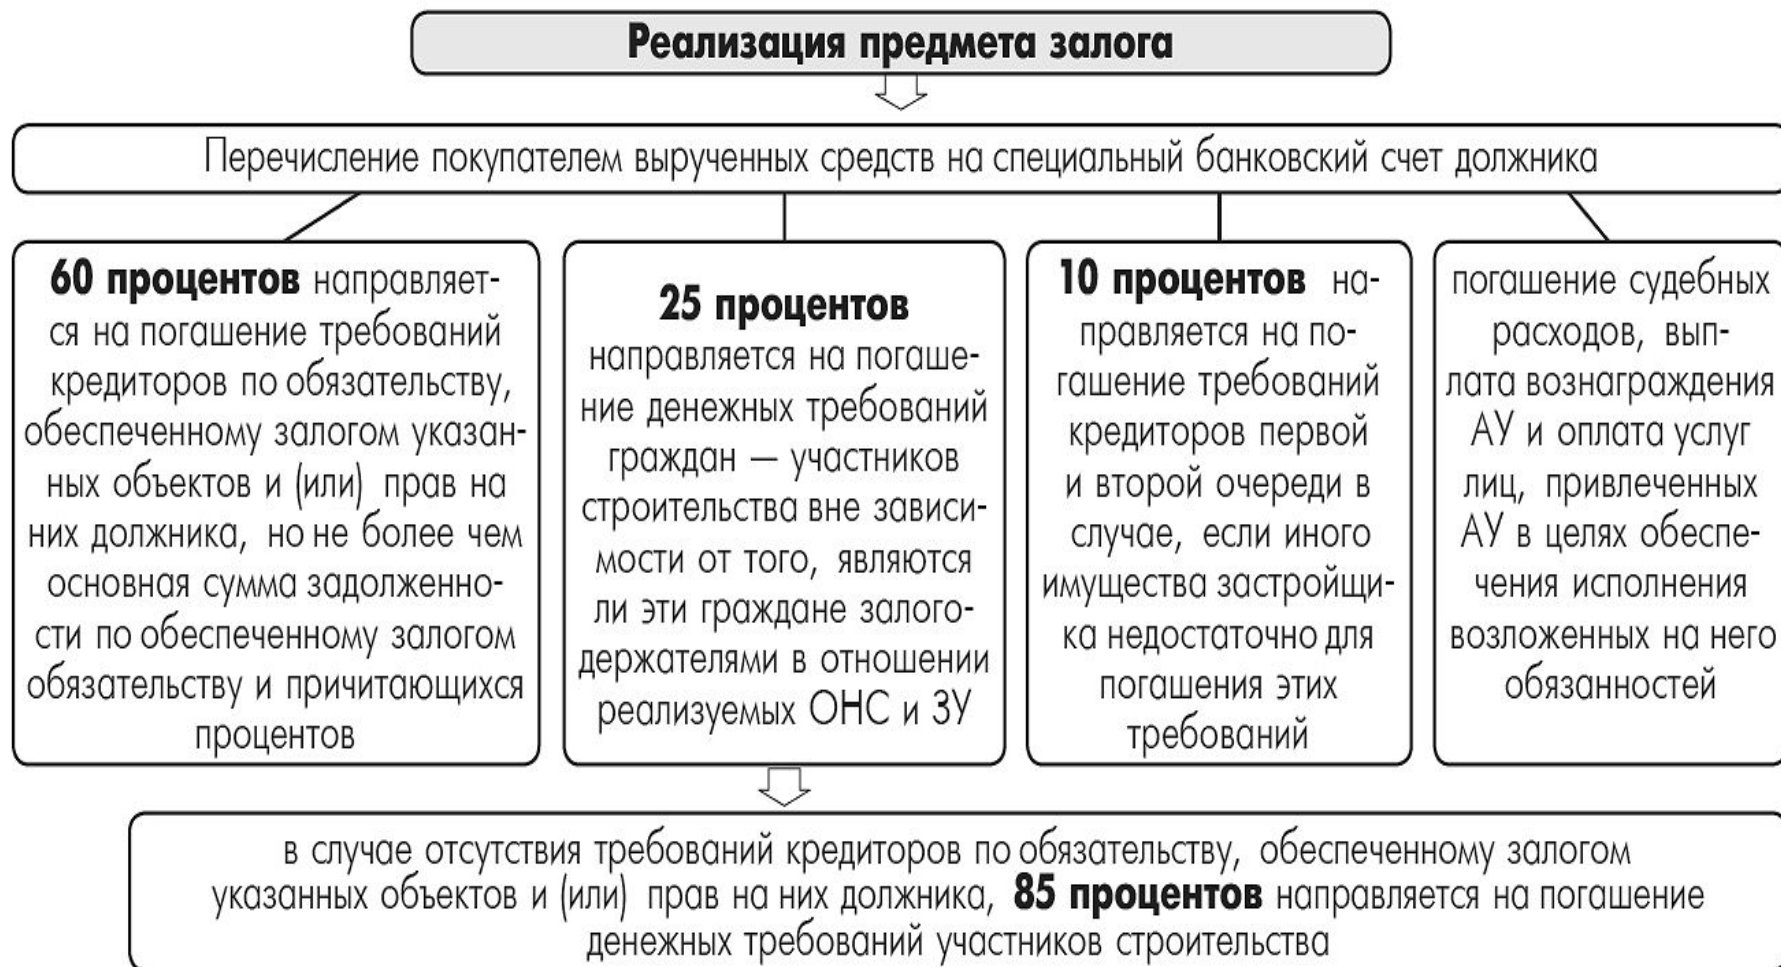 Реализация предмета залога
Перечисление покупателем вырученных средств на специальный банковский счет должника
60 процентов направляет-
ся на погашение требований
кредиторов по обязательству,
обеспеченному залогом указан-
ных объектов и (или) прав на
них должника, но не более чем
основная сумма задолженно-
сти по обеспеченному залогом
обязательству и причитающихся
процентов
25 процентов
направляется на погаше-
ние денежных требований
граждан — участников
строительства вне зависи-
мости от того, являются
ли эти граждане залого-
держателями в отношении
реализуемых ОНС и ЗУ
10 процентов на-
правляется на по-
гашение требований
кредиторов первой
и второй очереди в
случае, если иного
имущества застройщи-
ка недостаточно для
погашения этих
требований
погашение судебных
расходов, вып-
лата вознаграждения
АУ и оплата услуг
лиц, привлеченных
АУ в целях обеспе-
чения исполнения
возложенных на него
обязанностей
в случае отсутствия требований кредиторов по обязательству, обеспеченному залогом
указанных объектов и (или) прав на них должника, 85 процентов направляется на погашение
денежных требований участников строительства